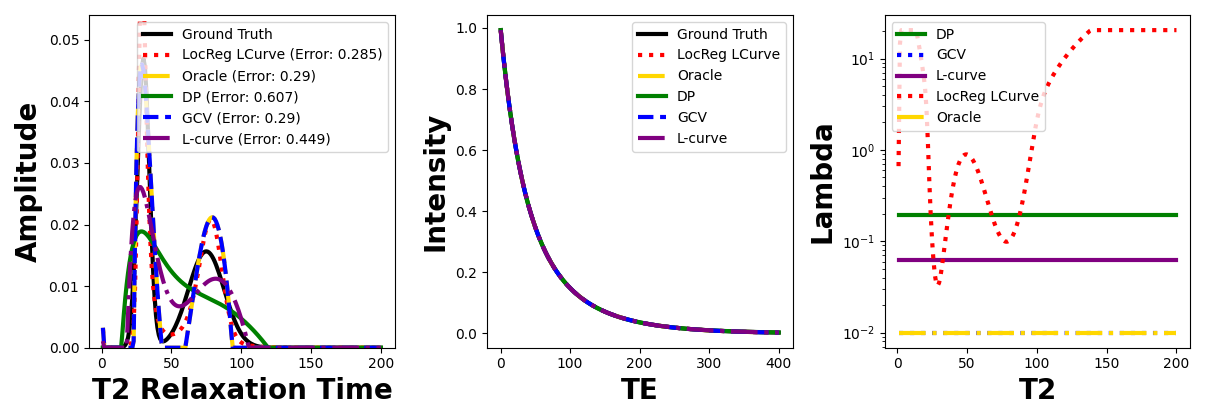 Amplitude
0.05
0.04
0.03
0.02
0.01
0.00
Ground Truth
LocReg LCurve (Error: 0.285)
Oracle (Error: 0.29)
DP (Error: 0.607)
GCV (Error: 0.29)
L-curve (Error: 0.449)
0 50 100 150 200
T2 Relaxation Time
Intensity
1.0
0.8
0.6
0.4
0.2
0.0
Ground Truth
LocReg LCurve
Oracle
DP
GCV
L-curve
0 100 200 300 400
TE
Lambda
10¹
10⁰
10⁻¹
10⁻²
DP
GCV
L-curve
LocReg LCurve
Oracle
0 50 100 150 200
T2